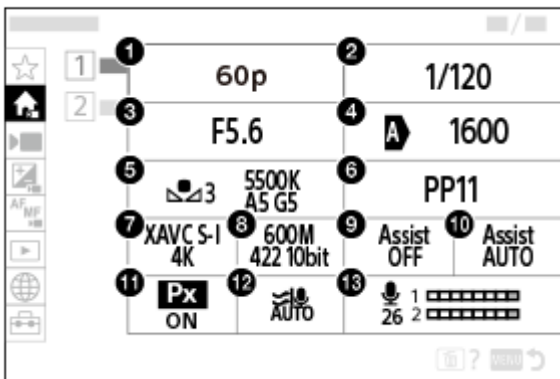 1
2
AF
MF
?
MENU
1
60p
2
1/120
3
F5.6
4
A 1600
5
3 5500K
A5 G5
6
PP11
7
XAVC S-I
4K
8
600M
422 10bit
9
Assist
OFF
10
Assist
AUTO
11
Px
ON
12
AUTO
13
26
1
2